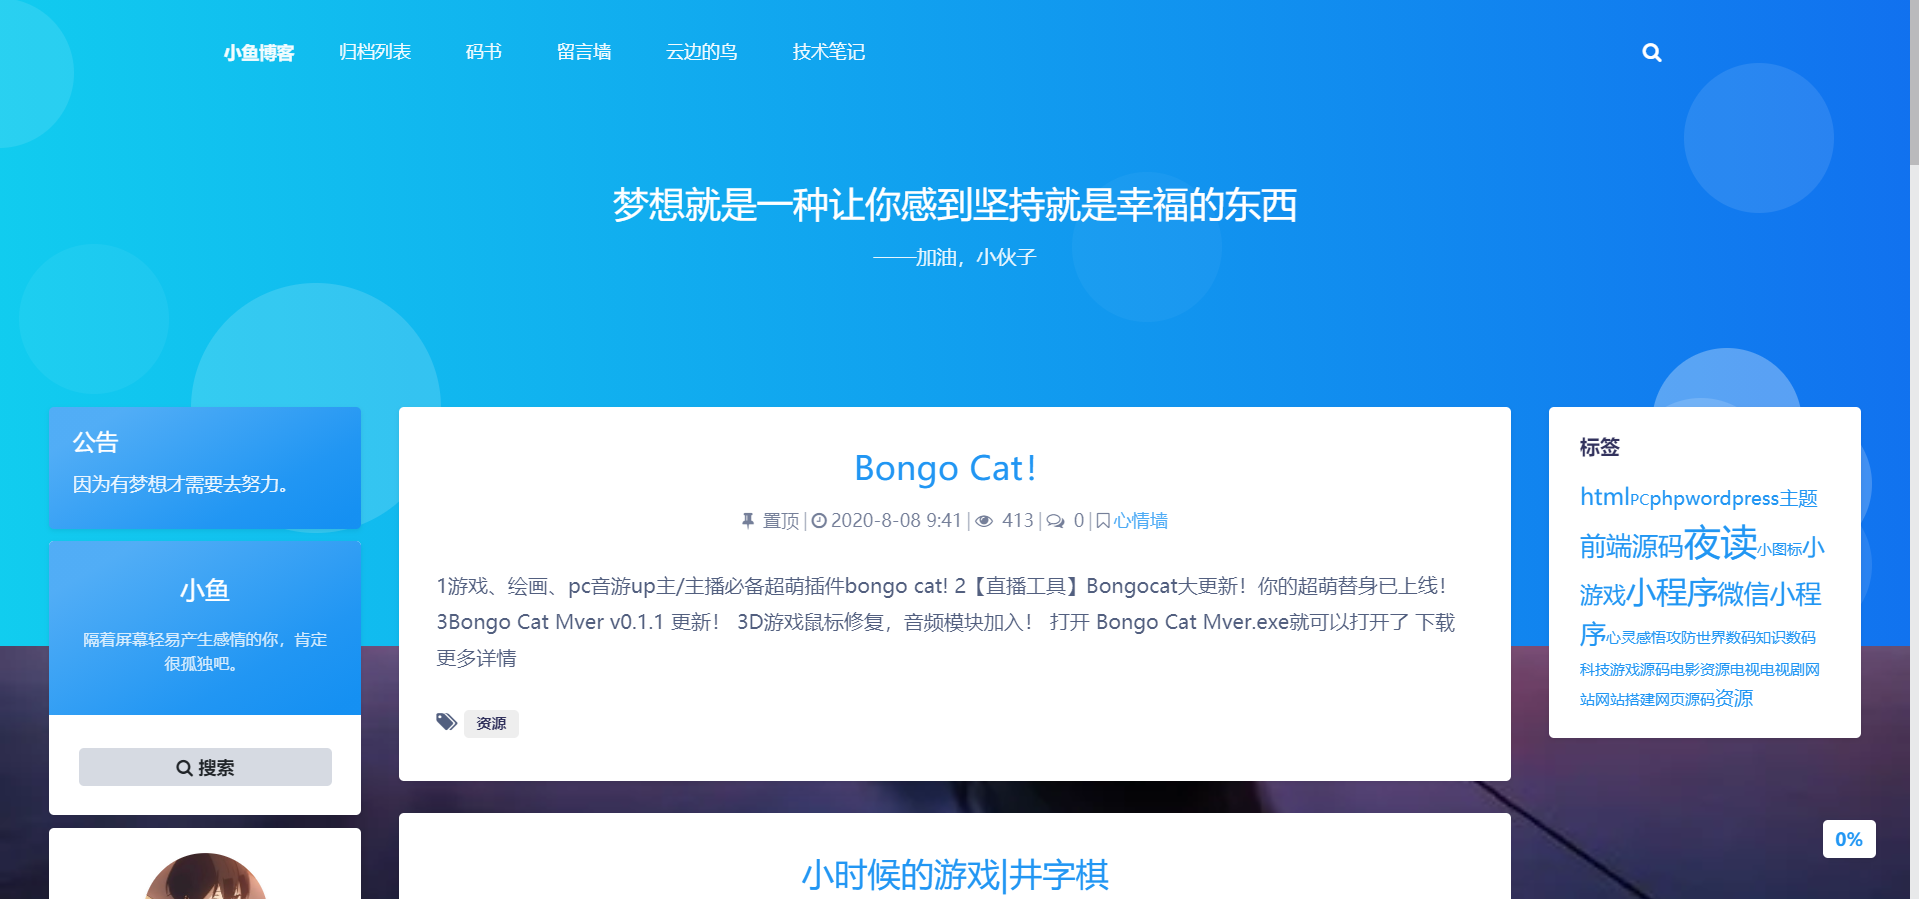 小鱼博客 归档列表 码书 留言墙 云边的鸟 技术笔记
梦想就是一种让你感到坚持就是幸福的东西
——加油，小伙子
公告
因为有梦想才需要去努力。
小鱼
隔着屏幕轻易产生感情的你，肯定
很孤独吧。
搜索
Bongo Cat！
置顶 | 2020-8-08 9:41 | 413 | 0 | 心情墙
1游戏、绘画、pc音游up主/主播必备超萌插件bongo cat! 2【直播工具】Bongocat大更新！你的超萌替身已上线！
3Bongo Cat Mver v0.1.1 更新！ 3D游戏鼠标修复，音频模块加入！ 打开 Bongo Cat Mver.exe就可以打开了 下载
更多详情
资源
小时候的游戏|井字棋
标签
htmlPCphpwordpress主题
前端源码夜读小图标小
游戏小程序微信小程
序心灵感悟攻防世界数码知识数码
科技游戏源码电影资源电视电视剧网
站网站搭建网页源码资源
0%